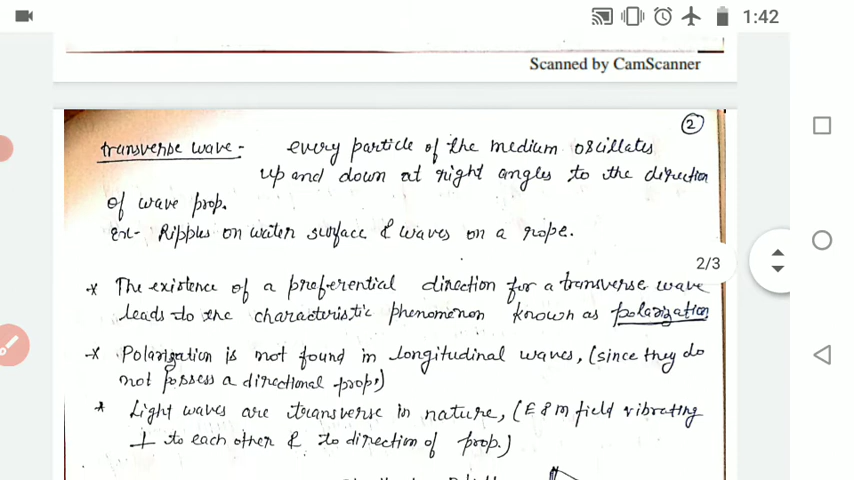 1:42
Scanned by CamScanner
2
transverse wave - every particle of the medium oscillates
up and down at right angles to the direction
of wave prop.
Ex- Ripples on water surface & waves on a rope.
2/3
* The existence of a preferential direction for a transverse wave
leads to the characteristic phenomenon known as polarization
* Polarization is not found in longitudinal waves, (since they do
not possess a directional prop.)
* Light waves are transverse in nature, (E & M field vibrating
⊥ to each other & to direction of prop.)